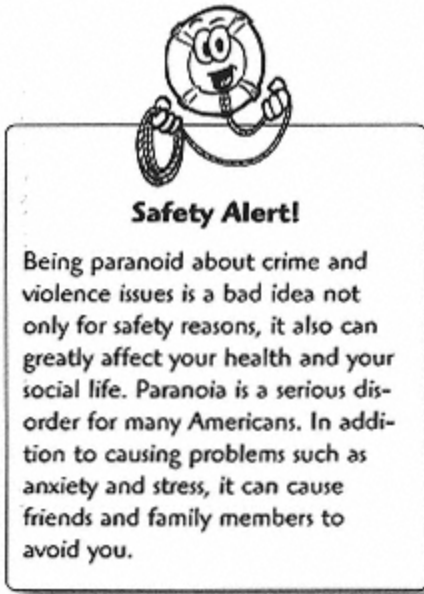 Safety Alert!
Being paranoid about crime and
violence issues is a bad idea not
only for safety reasons, it also can
greatly affect your health and your
social life. Paranoia is a serious dis-
order for many Americans. In addi-
tion to causing problems such as
anxiety and stress, it can cause
friends and family members to
avoid you.